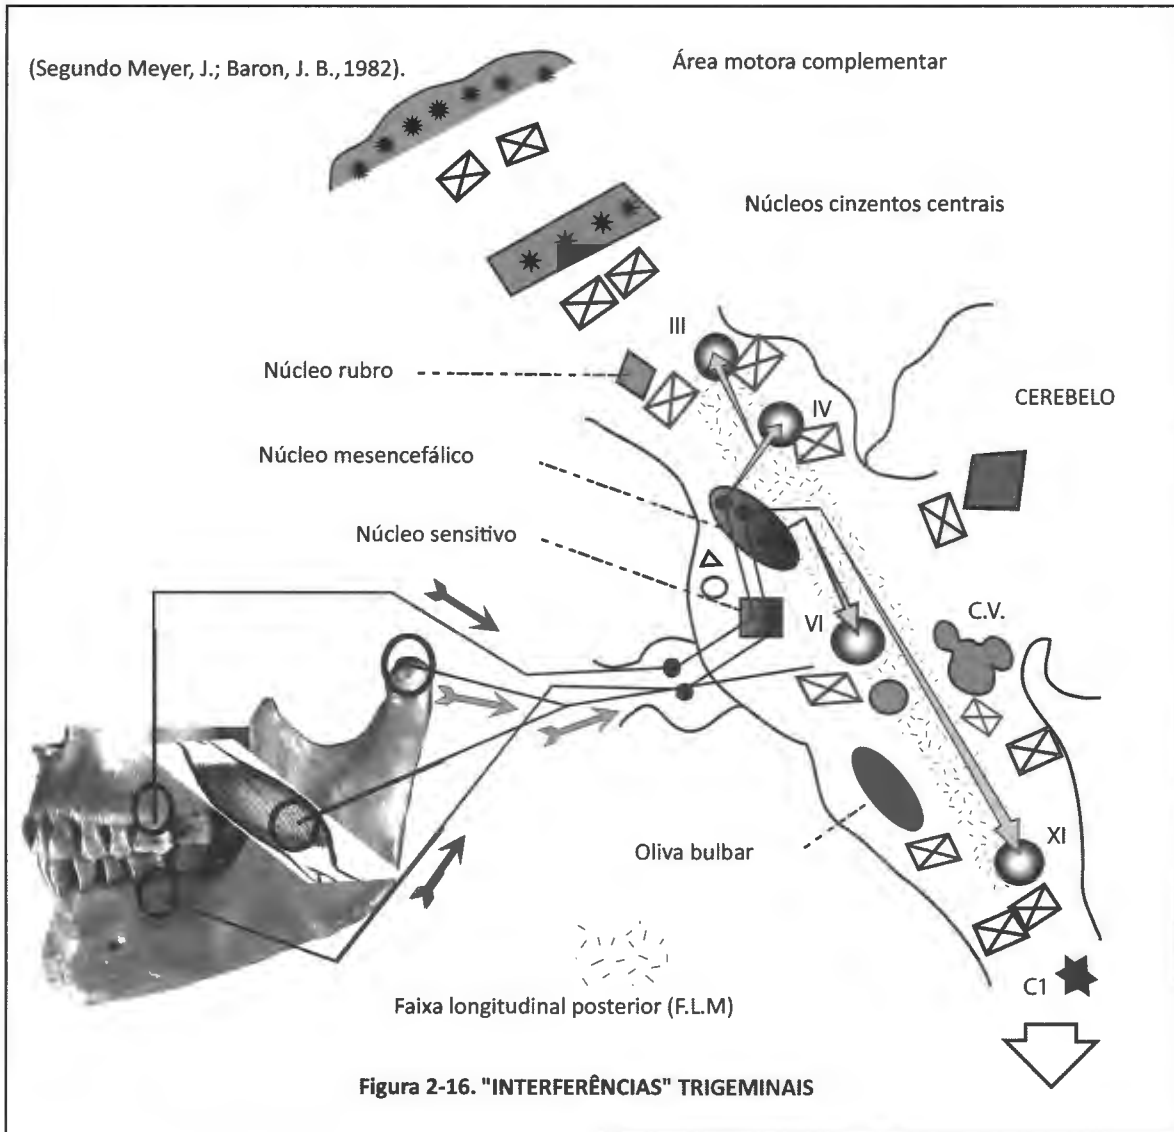 (Segundo Meyer, J.; Baron, J. B., 1982).
Área motora complementar
Núcleos cinzentos centrais
III
Núcleo rubro
IV
CEREBELO
Núcleo mesencefálico
Núcleo sensitivo
VI
C.V.
Oliva bulbar
XI
C1
Faixa longitudinal posterior (F.L.M)
Figura 2-16. "INTERFERÊNCIAS" TRIGEMINAIS